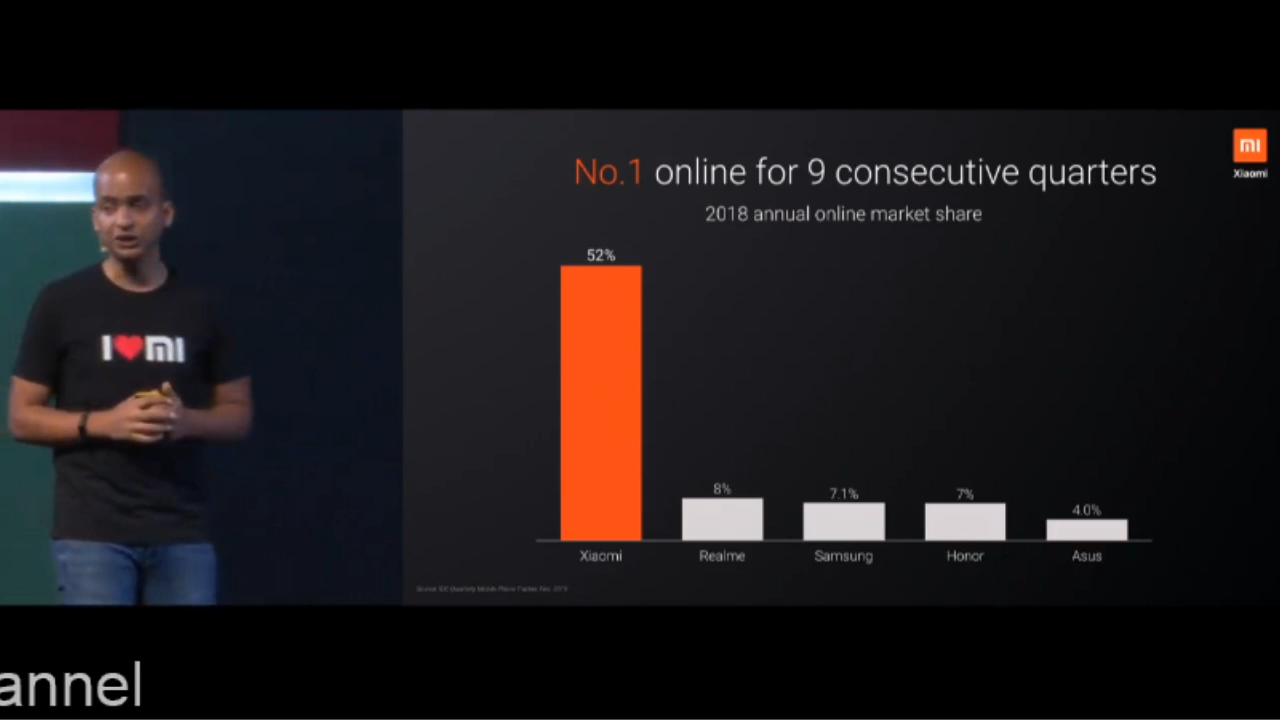 No.1 online for 9 consecutive quarters
mi
Xiaomi
2018 annual online market share
52%
8%
7.1%
7%
4.0%
Xiaomi
Realme
Samsung
Honor
Asus
I❤MI
annel